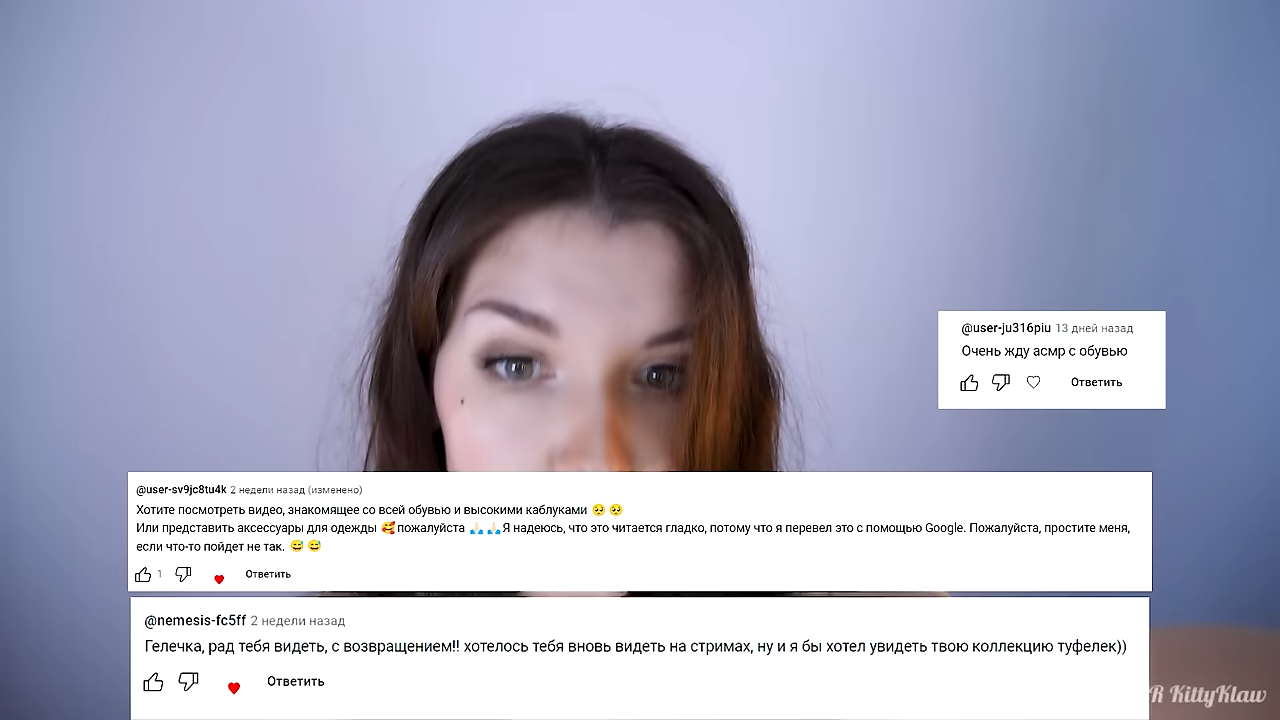 @user-ju316piu 13 дней назад
Очень жду асмр с обувью
Ответить
@user-sv9jc8tu4k 2 недели назад (изменено)
Хотите посмотреть видео, знакомящее со всей обувью и высокими каблуками 🥺 🥺
Или представить аксессуары для одежды 🥰 пожалуйста 🙏🏻 🙏🏻Я надеюсь, что это читается гладко, потому что я перевел это с помощью Google. Пожалуйста, простите меня,
если что-то пойдет не так. 😅 😅
1 Ответить
@nemesis-fc5ff 2 недели назад
Гелечка, рад тебя видеть, с возвращением!! хотелось тебя вновь видеть на стримах, ну и я бы хотел увидеть твою коллекцию туфелек))
Ответить
R KittyKlaw